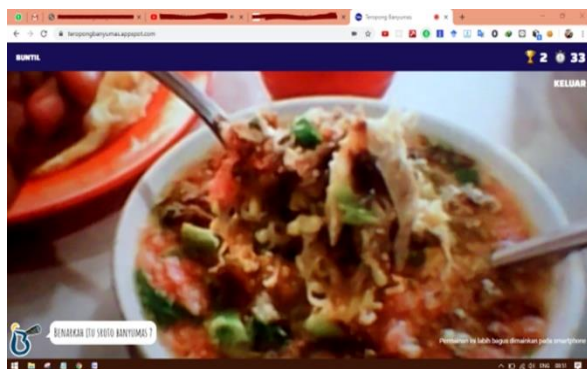 Teropong Banyumas
teropongbanyumas.appspot.com
BUNTIL
2
33
KELUAR
BENARKAH ITU SROTO BANYUMAS ?
Permainan ini lebih bagus dimainkan pada smartphone
ENG